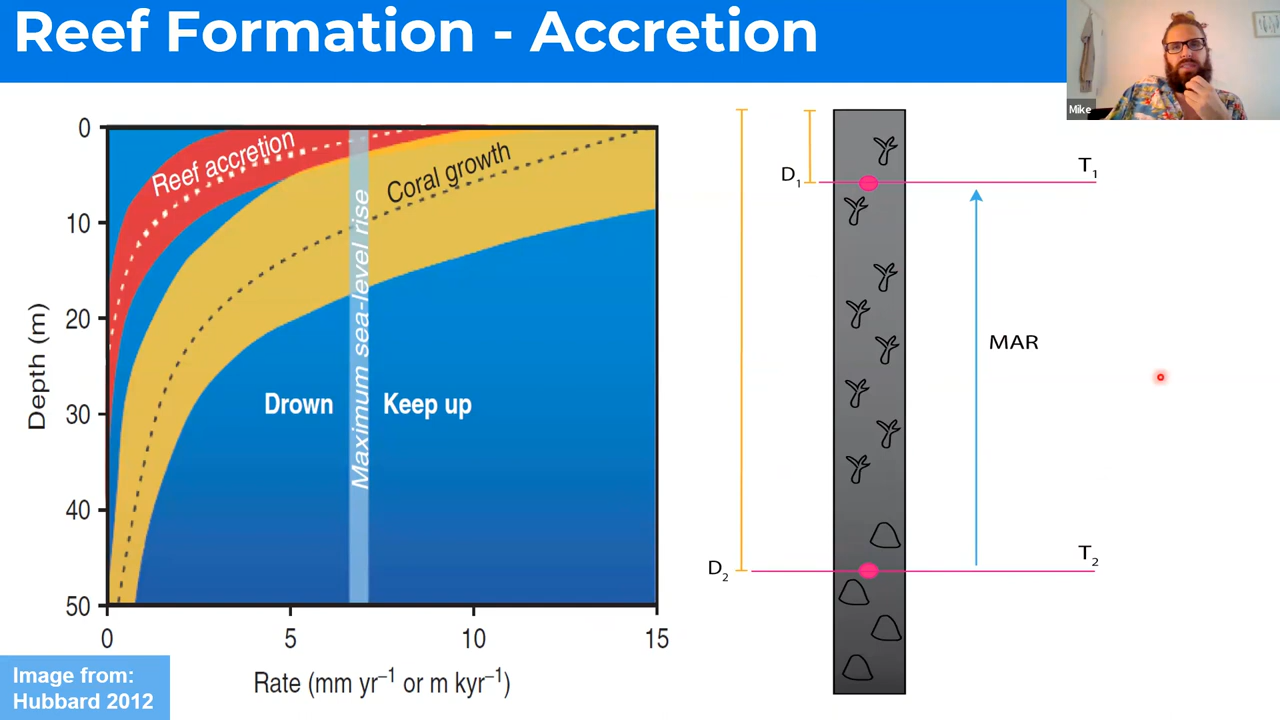 Reef Formation - Accretion
Mike
Reef accretion
Coral growth
Maximum sea-level rise
Drown
Keep up
0
10
20
30
40
50
Depth (m)
0
5
10
15
Rate (mm yr⁻¹ or m kyr⁻¹)
D₁
T₁
MAR
D₂
T₂
Image from:
Hubbard 2012